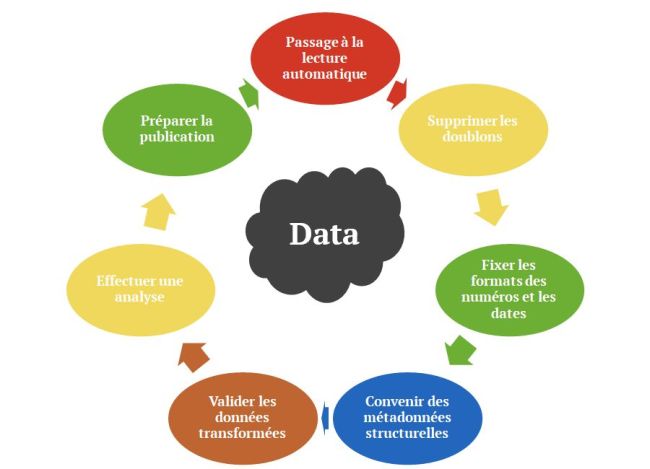 Passage à la
lecture
automatique
Supprimer les
doublons
Fixer les
formats des
numéros et les
dates
Convenir des
métadonnées
structurelles
Valider les
données
transformées
Effectuer une
analyse
Préparer la
publication
Data